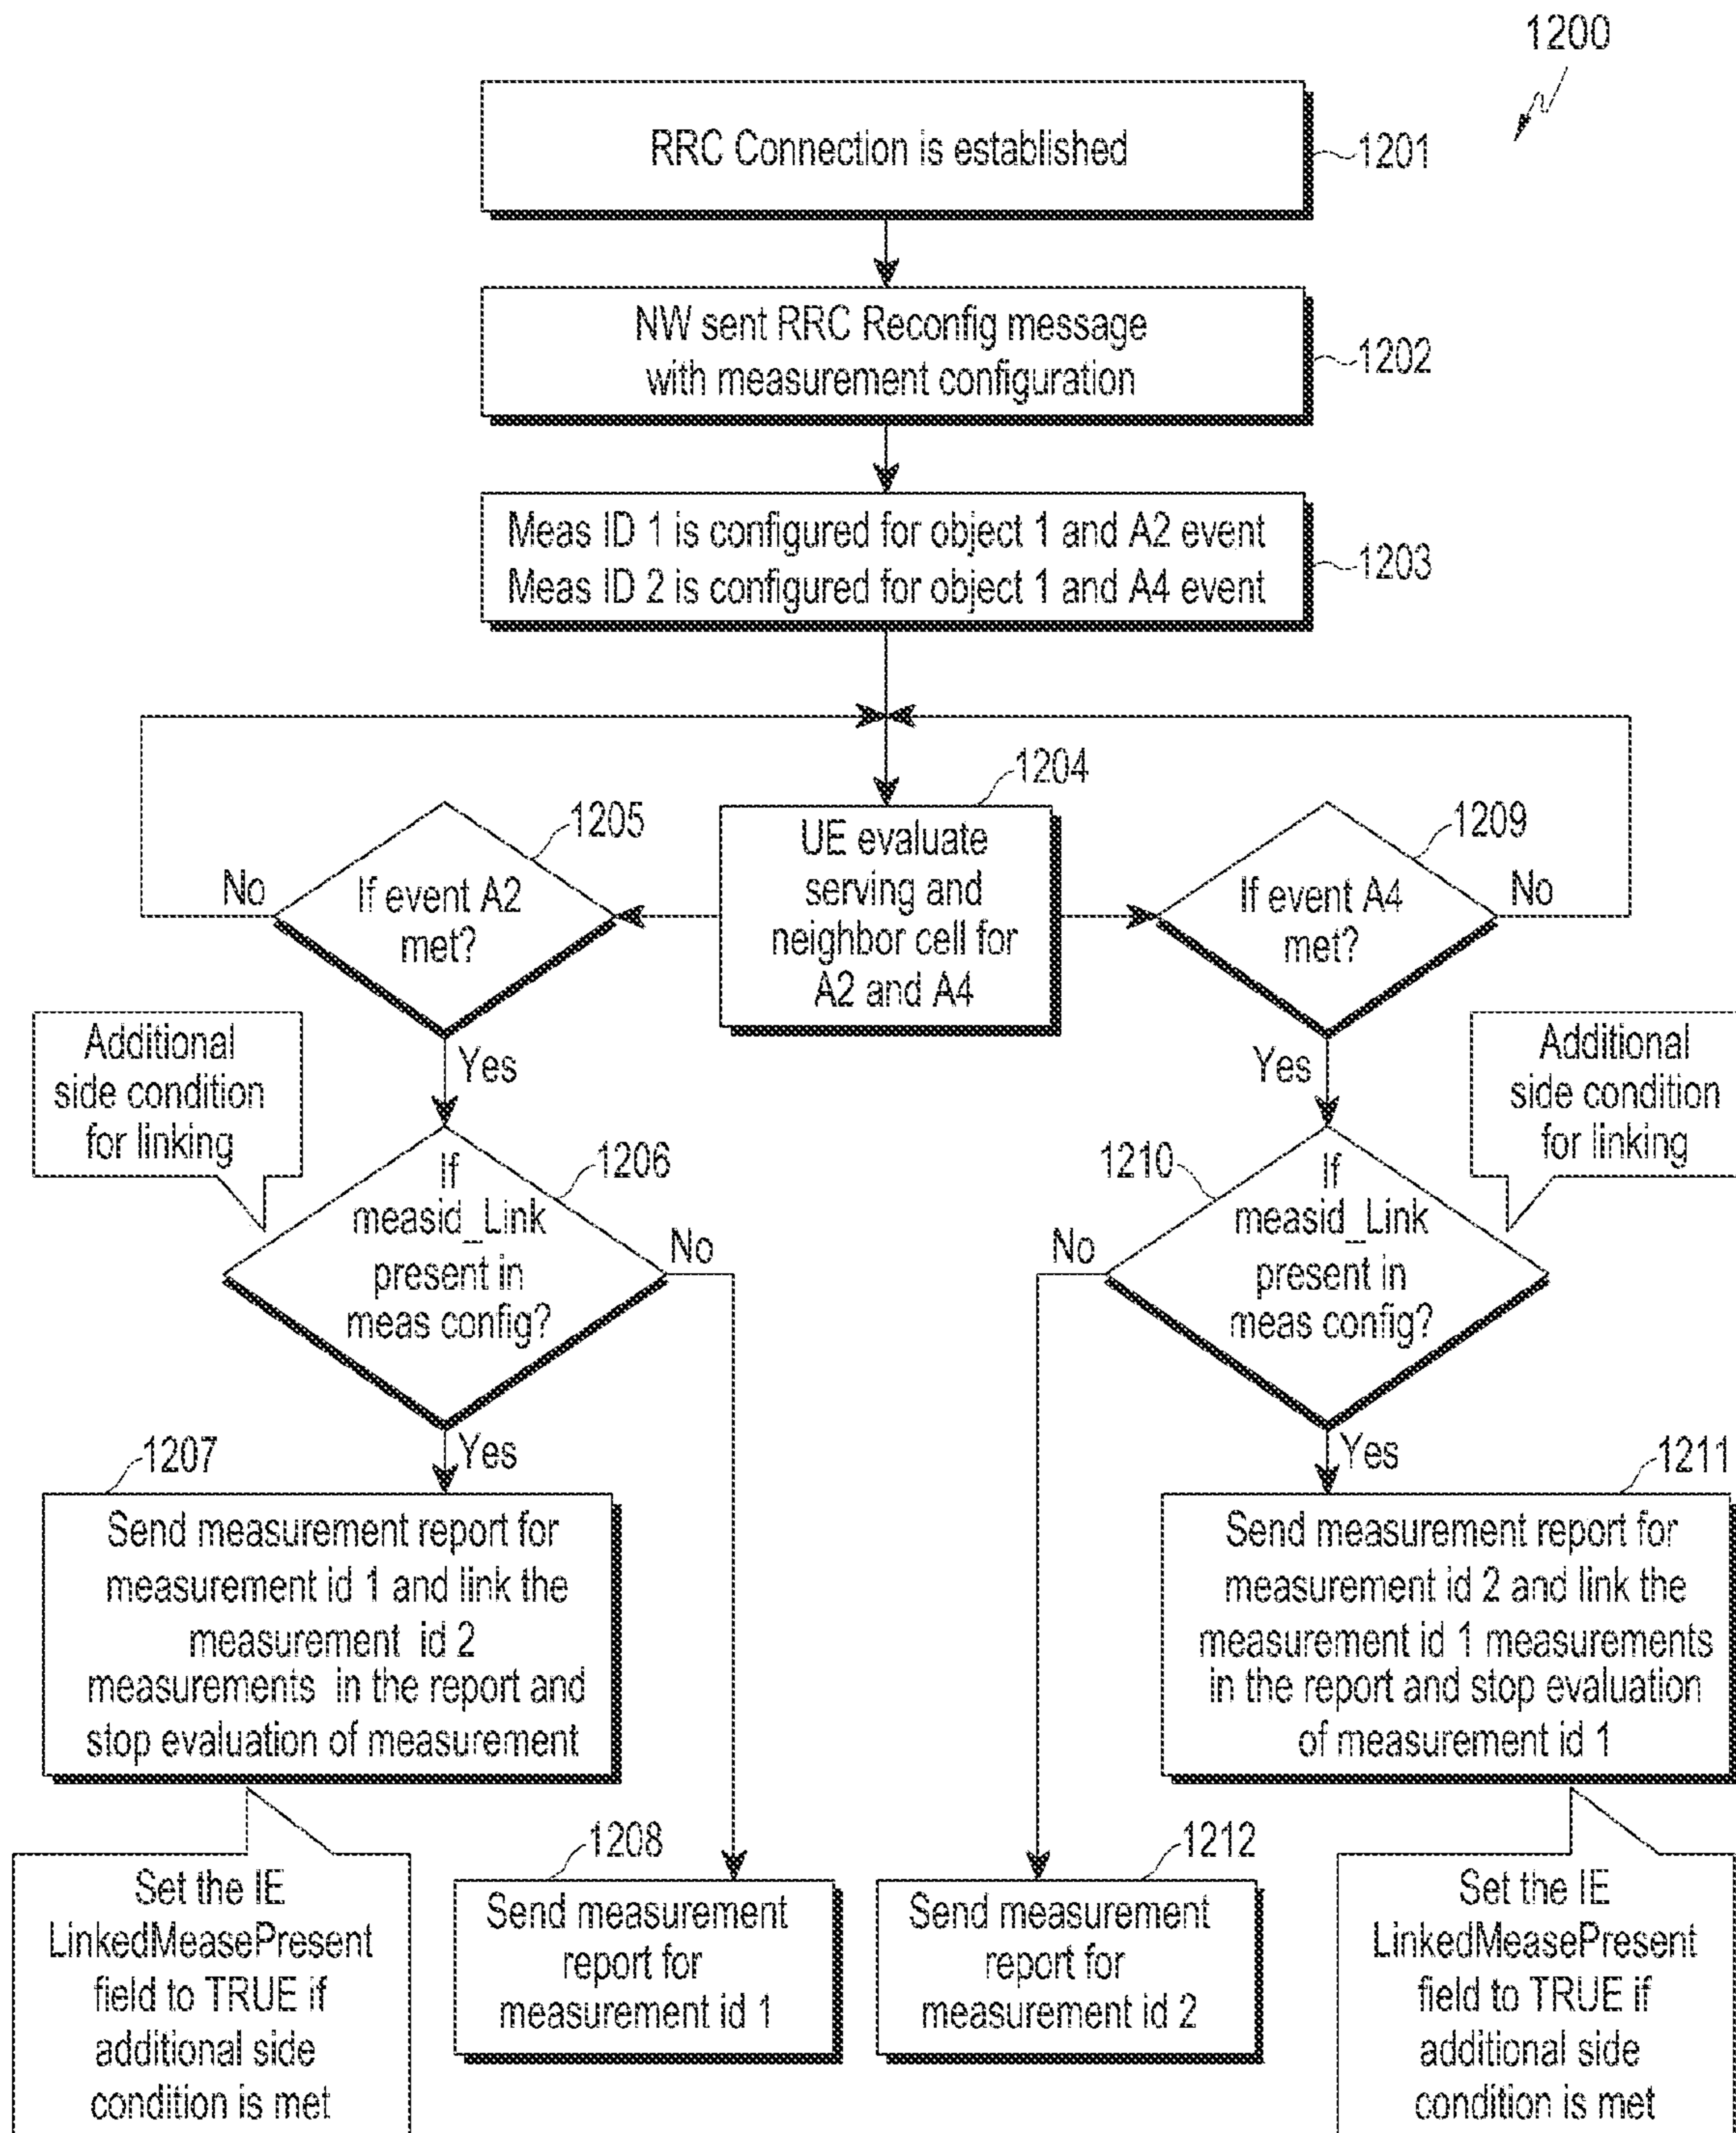 1200
RRC Connection is established
1201
NW sent RRC Reconfig message
with measurement configuration
1202
Meas ID 1 is configured for object 1 and A2 event
Meas ID 2 is configured for object 1 and A4 event
1203
1204
UE evaluate
serving and
neighbor cell for
A2 and A4
1205
If event A2
met?
No
Yes
1209
If event A4
met?
No
Yes
Additional
side condition
for linking
1206
If
measid_Link
present in
meas config?
No
Yes
1210
If
measid_Link
present in
meas config?
No
Yes
Additional
side condition
for linking
1207
Send measurement report for
measurement id 1 and link the
measurement id 2
measurements in the report and
stop evaluation of measurement
1211
Send measurement report for
measurement id 2 and link the
measurement id 1 measurements
in the report and stop evaluation
of measurement id 1
Set the IE
LinkedMeasePresent
field to TRUE if
additional side
condition is met
1208
Send measurement
report for
measurement id 1
1212
Send measurement
report for
measurement id 2
Set the IE
LinkedMeasePresent
field to TRUE if
additional side
condition is met